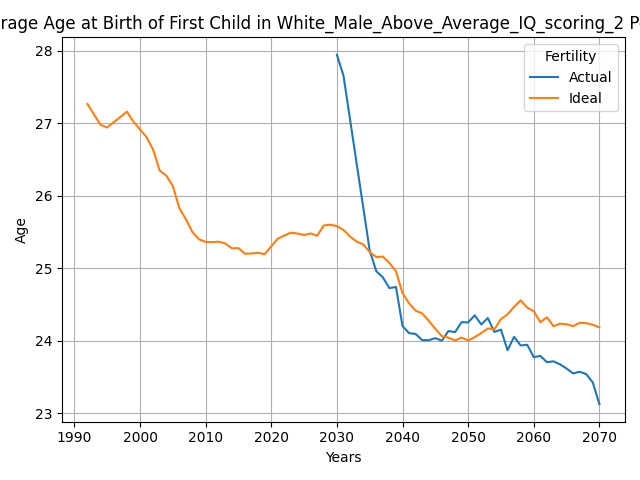 rage Age at Birth of First Child in White_Male_Above_Average_IQ_scoring_2 P
Fertility
Actual
Ideal
28
27
26
25
24
23
Age
1990 2000 2010 2020 2030 2040 2050 2060 2070
Years